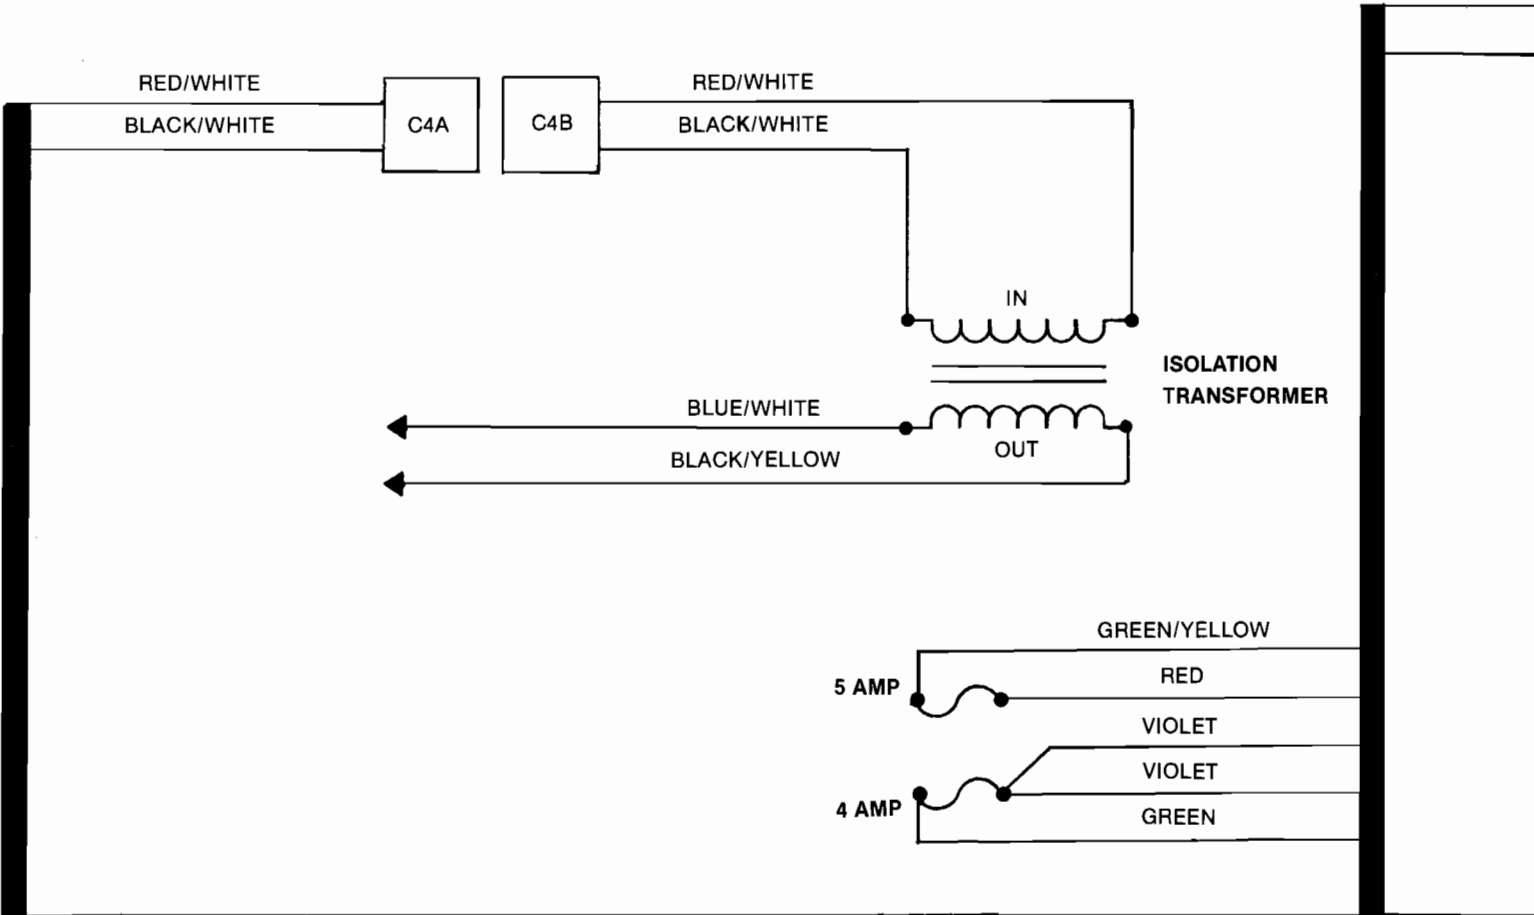 RED/WHITE
BLACK/WHITE
C4A
C4B
RED/WHITE
BLACK/WHITE
IN
ISOLATION
TRANSFORMER
BLUE/WHITE
OUT
BLACK/YELLOW
GREEN/YELLOW
5 AMP
RED
VIOLET
VIOLET
4 AMP
GREEN